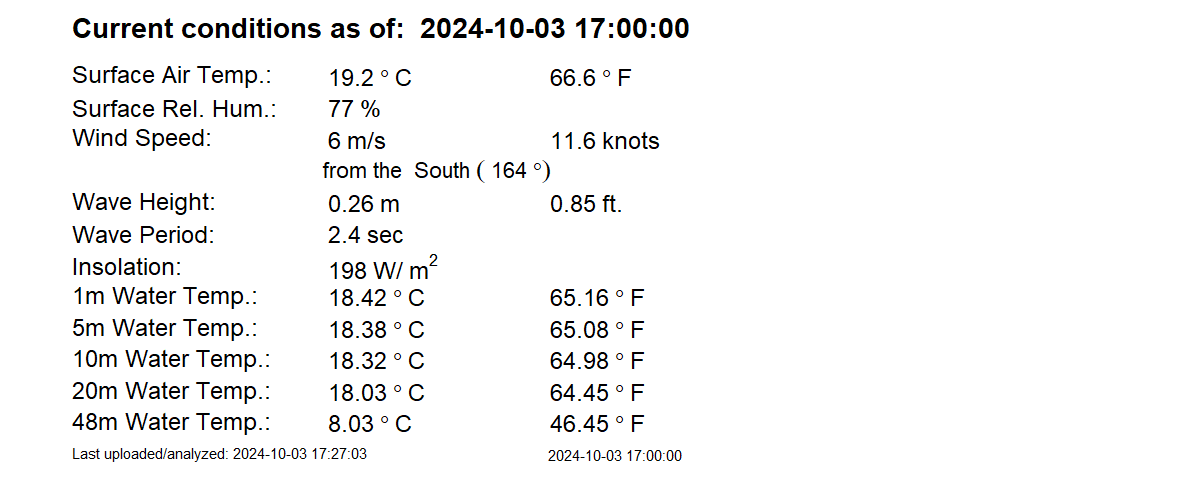 Current conditions as of: 2024-10-03 17:00:00
Surface Air Temp.: 19.2 ° C 66.6 ° F
Surface Rel. Hum.: 77 %
Wind Speed: 6 m/s 11.6 knots
from the South ( 164 °)
Wave Height: 0.26 m 0.85 ft.
Wave Period: 2.4 sec
Insolation: 198 W/ m²
1m Water Temp.: 18.42 ° C 65.16 ° F
5m Water Temp.: 18.38 ° C 65.08 ° F
10m Water Temp.: 18.32 ° C 64.98 ° F
20m Water Temp.: 18.03 ° C 64.45 ° F
48m Water Temp.: 8.03 ° C 46.45 ° F
Last uploaded/analyzed: 2024-10-03 17:27:03 2024-10-03 17:00:00